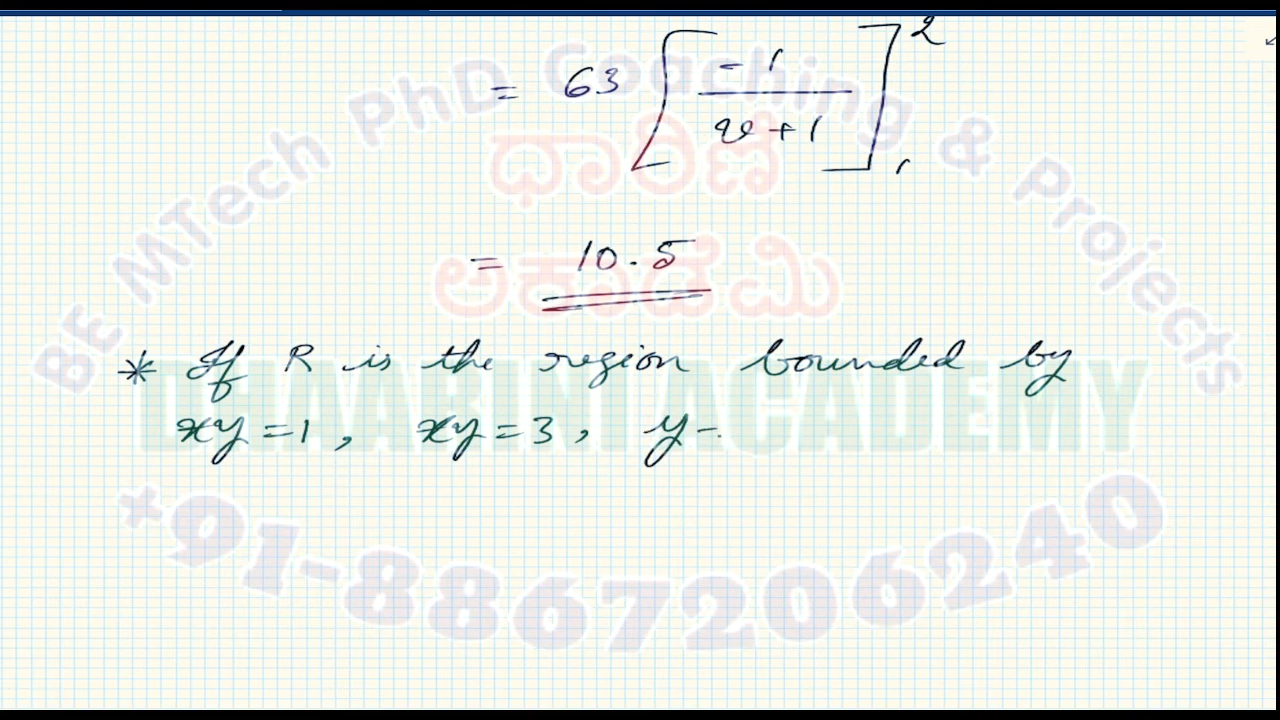 = 63 [ -1 / v+1 ]₁²
BE MTech PhD Coaching & Projects
ಧಾರಿಣಿ
= 10.5
ಅಕಾಡೆಮಿ
* If R is the region bounded by
DHAARINI ACADEMY
xy = 1, xy = 3, y -
+91-8867206240